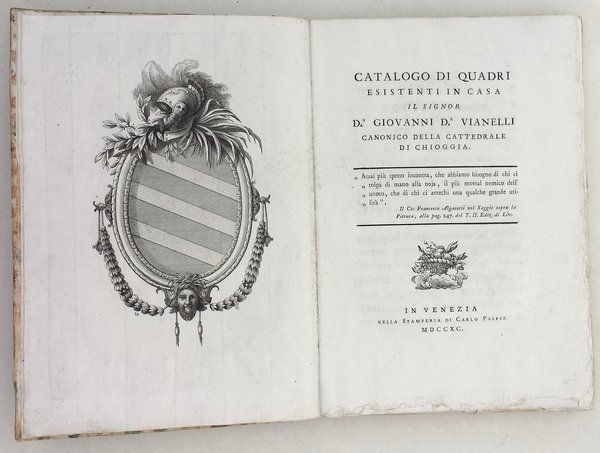 CATALOGO DI QUADRI
ESISTENTI IN CASA
IL SIGNOR
D.ⁿ GIOVANNI D.ʳ VIANELLI
CANONICO DELLA CATTEDRALE
DI CHIOGGIA.
„ Assai più spesso incontra, che abbiamo bisogno di chi ci
„ tolga di mano alla noja, il più mortal nemico dell'
„ uomo, che di chi ci arrechi una qualche grande uti-
„ lità".
Il Co: Francesco Algarotti nel Saggio sopra la
Pittura, alla pag. 247. del T. II. Ediz. di Liv.
IN VENEZIA
NELLA STAMPERIA DI CARLO PALESE
MDCCXC.